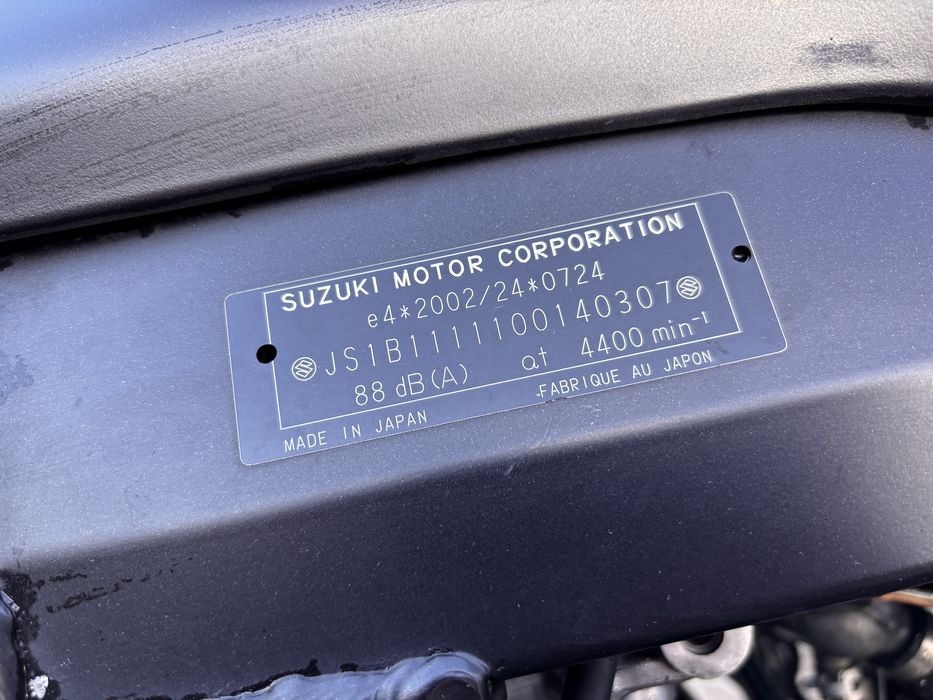 SUZUKI MOTOR CORPORATION
e4*2002/24*0724
JS1B1111100140307
88 dB(A) at 4400 min⁻¹
MADE IN JAPAN FABRIQUE AU JAPON